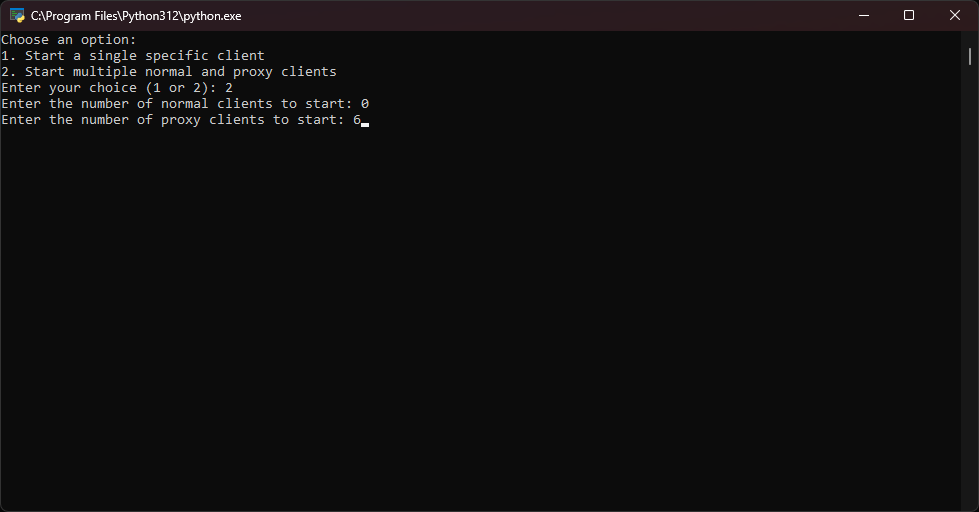 C:\Program Files\Python312\python.exe
Choose an option:
1. Start a single specific client
2. Start multiple normal and proxy clients
Enter your choice (1 or 2): 2
Enter the number of normal clients to start: 0
Enter the number of proxy clients to start: 6